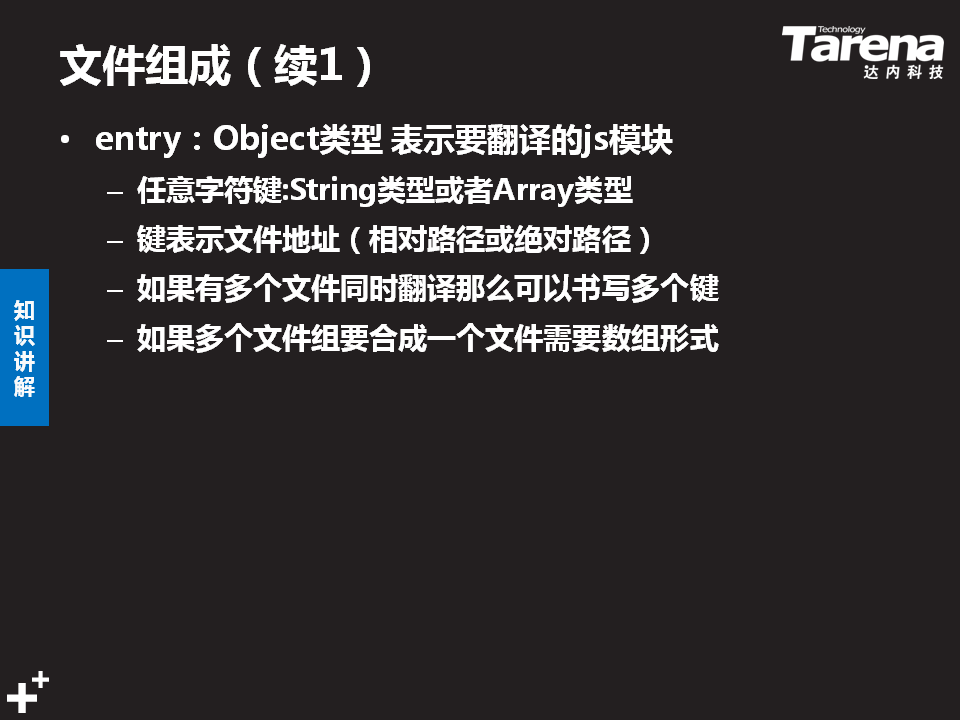 文件组成（续1）
Technology
Tarena
达内科技
• entry：Object类型 表示要翻译的js模块
– 任意字符键:String类型或者Array类型
– 键表示文件地址（相对路径或绝对路径）
– 如果有多个文件同时翻译那么可以书写多个键
– 如果多个文件组要合成一个文件需要数组形式
知
识
讲
解